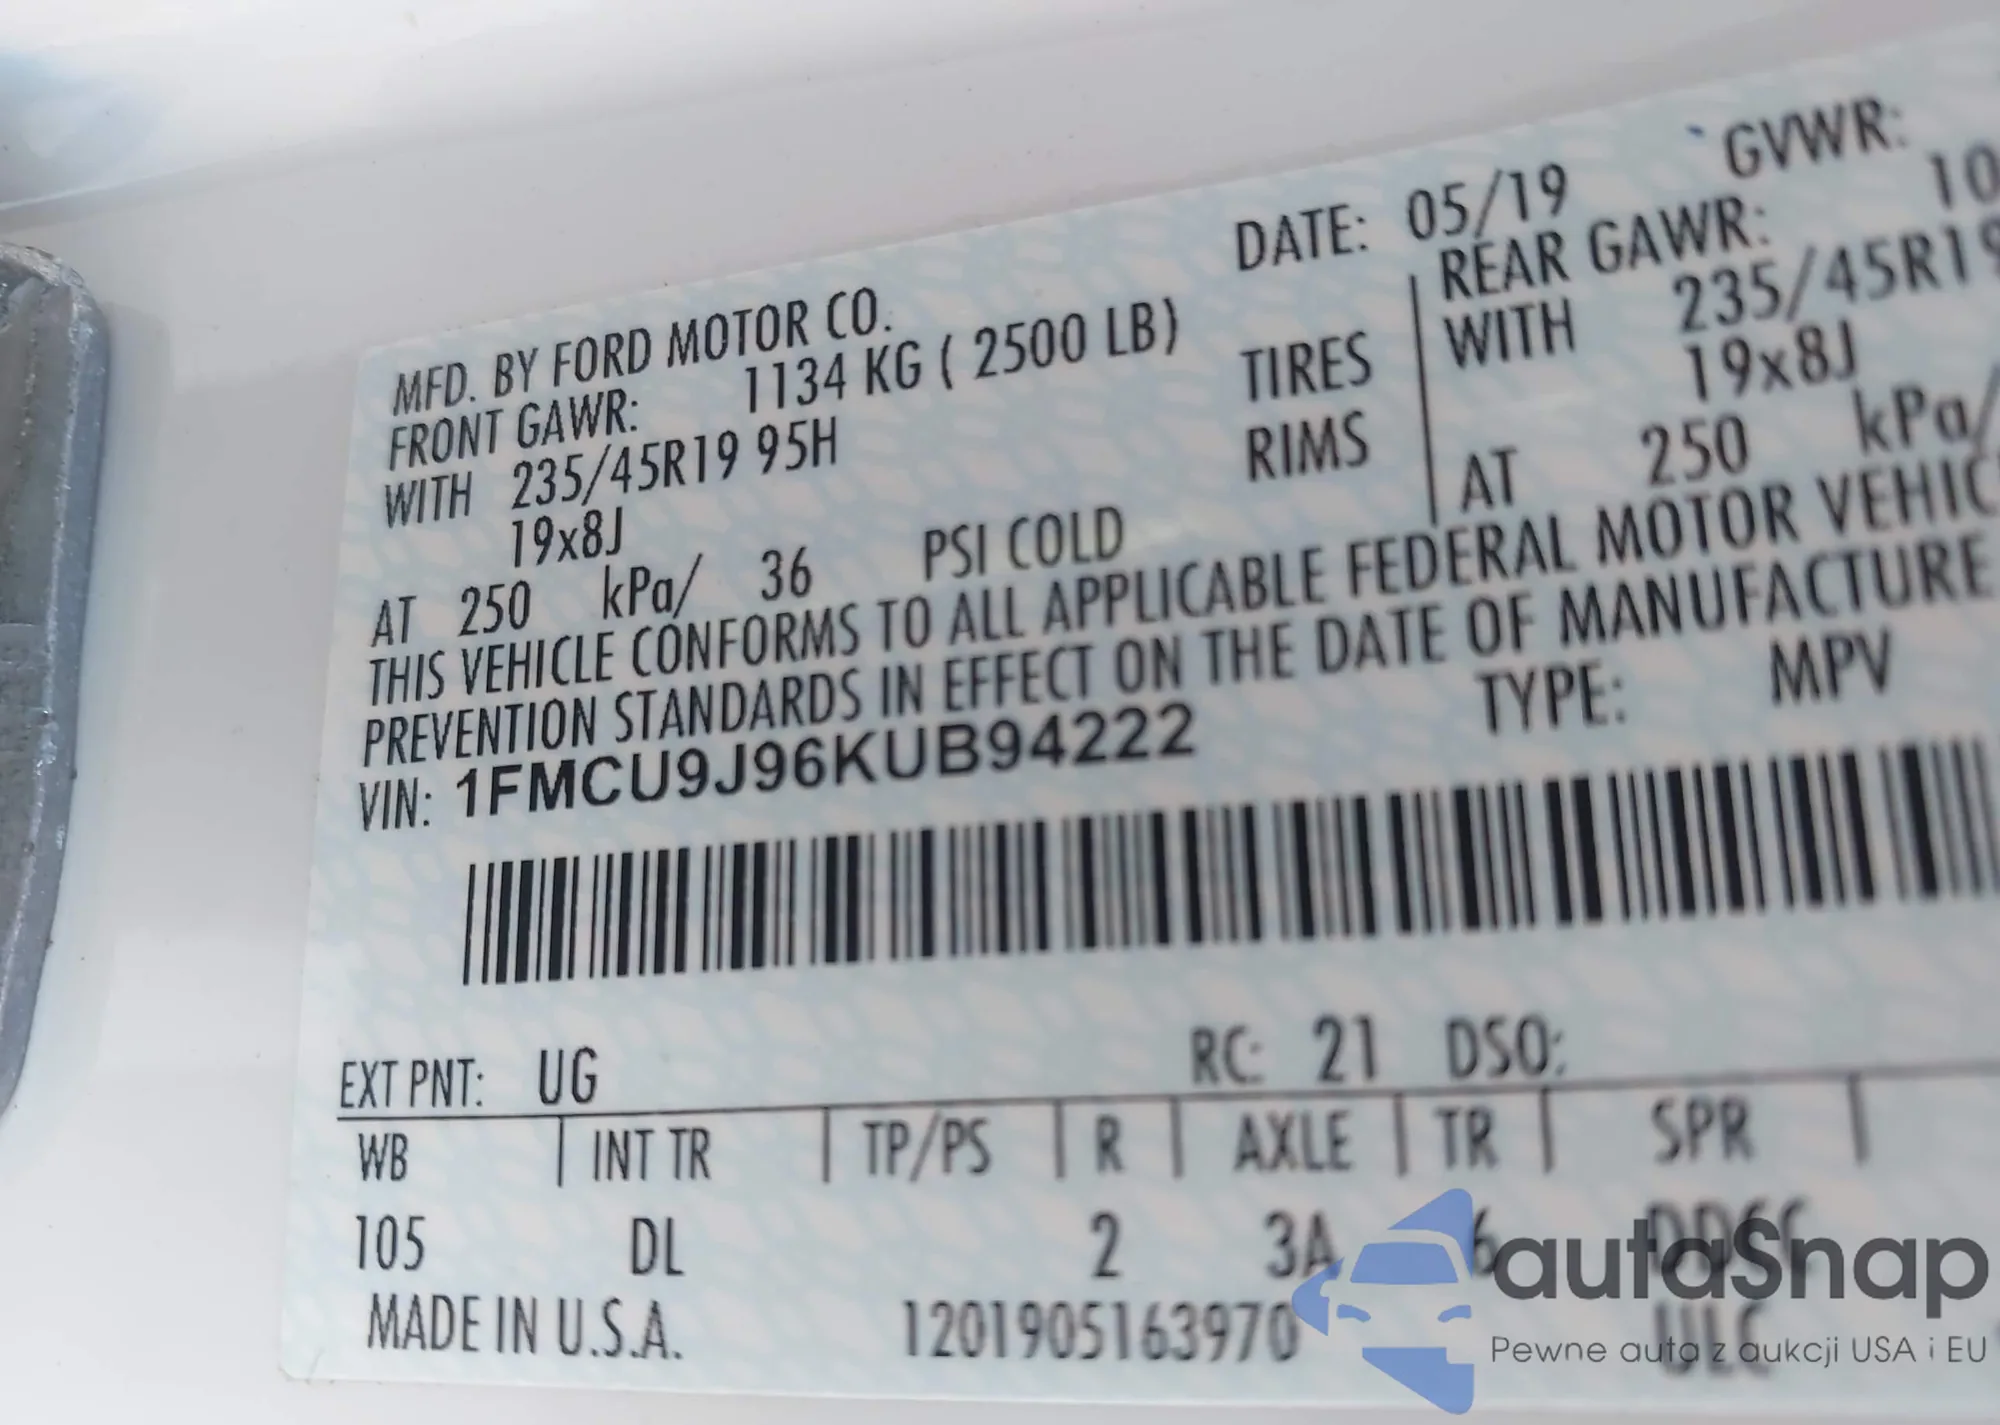 MFD. BY FORD MOTOR CO.
DATE: 05/19
GVWR:
FRONT GAWR: 1134 KG ( 2500 LB)
REAR GAWR: 10
WITH 235/45R19 95H TIRES
WITH 235/45R19
19x8J RIMS
19x8J
AT 250 kPa/ 36 PSI COLD
AT 250 kPa/
THIS VEHICLE CONFORMS TO ALL APPLICABLE FEDERAL MOTOR
PREVENTION STANDARDS IN EFFECT ON THE DATE OF MANUFACTURE
VIN: 1FMCU9J96KUB94222
TYPE: MPV
EXT PNT: UG RC: 21 DSO:
WB INT TR TP/PS R AXLE TR SPR
105 DL 2 3A 6
MADE IN U.S.A. 1201905163970
autaSnap
Pewne auta z aukcji USA i EU